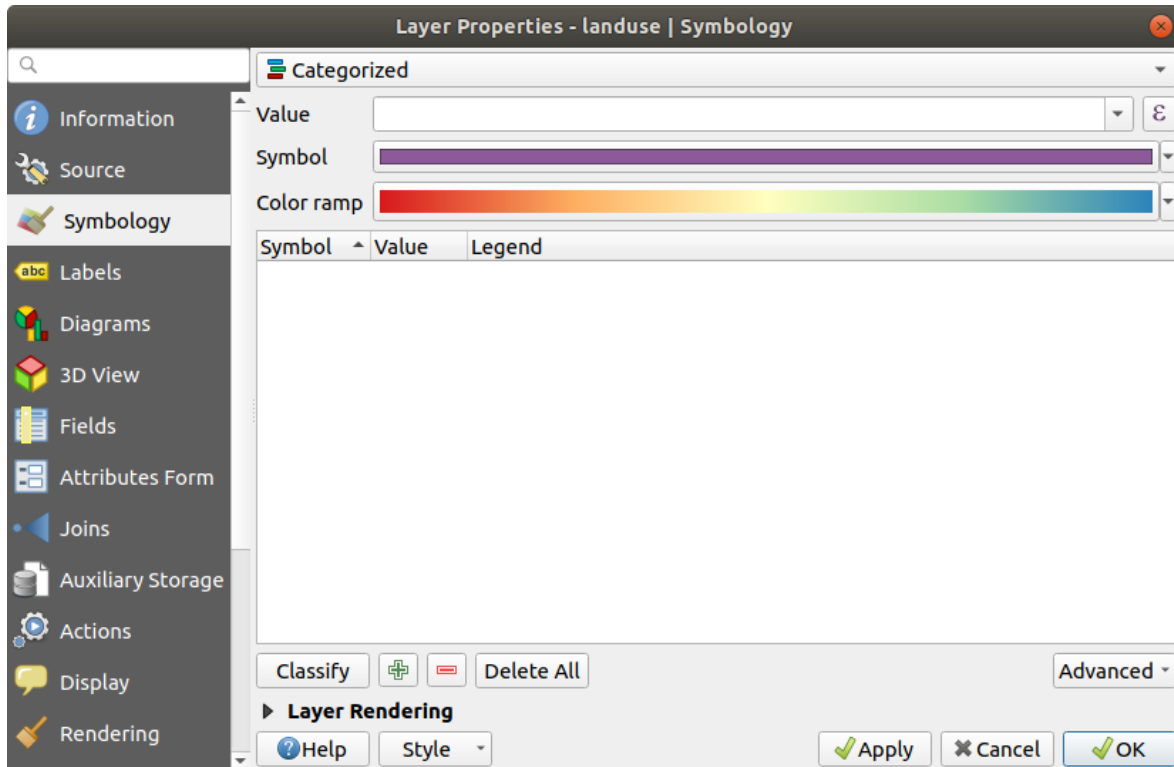 Layer Properties - landuse | Symbology
Categorized
Information
Value
ε
Source
Symbol
Symbology
Color ramp
Symbol Value Legend
abc Labels
Diagrams
3D View
Fields
Attributes Form
Joins
Auxiliary Storage
Actions
Display
Rendering
Classify Delete All Advanced
Layer Rendering
Help Style Apply Cancel OK